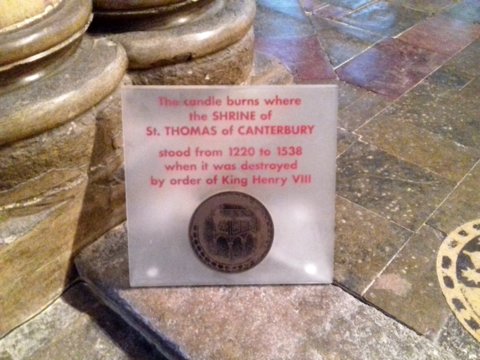 The candle burns where
the SHRINE of
St. THOMAS of CANTERBURY
stood from 1220 to 1538
when it was destroyed
by order of King Henry VIII